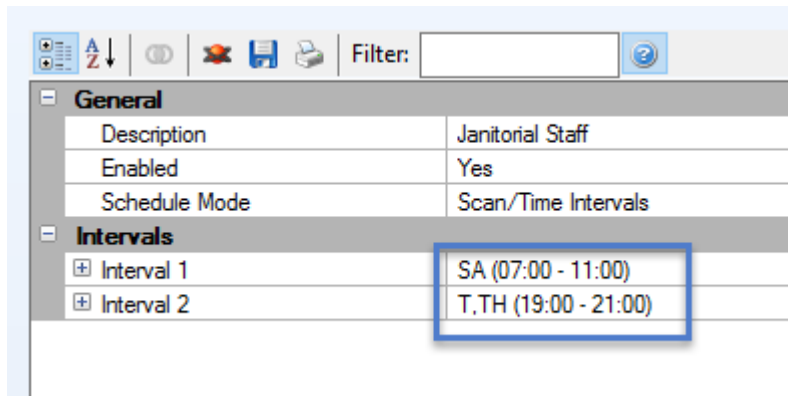 Filter:
General
Description Janitorial Staff
Enabled Yes
Schedule Mode Scan/Time Intervals
Intervals
Interval 1 SA (07:00 - 11:00)
Interval 2 T,TH (19:00 - 21:00)